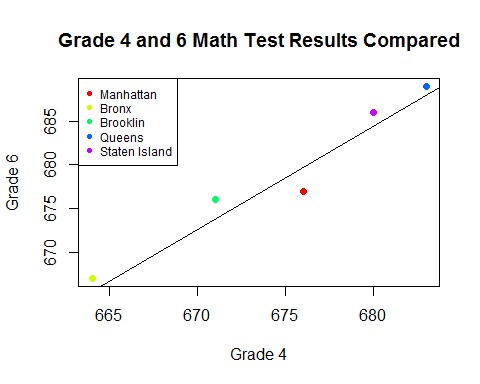 Grade 4 and 6 Math Test Results Compared
Manhattan
Bronx
Brooklin
Queens
Staten Island
685
680
675
670
Grade 6
665 670 675 680
Grade 4